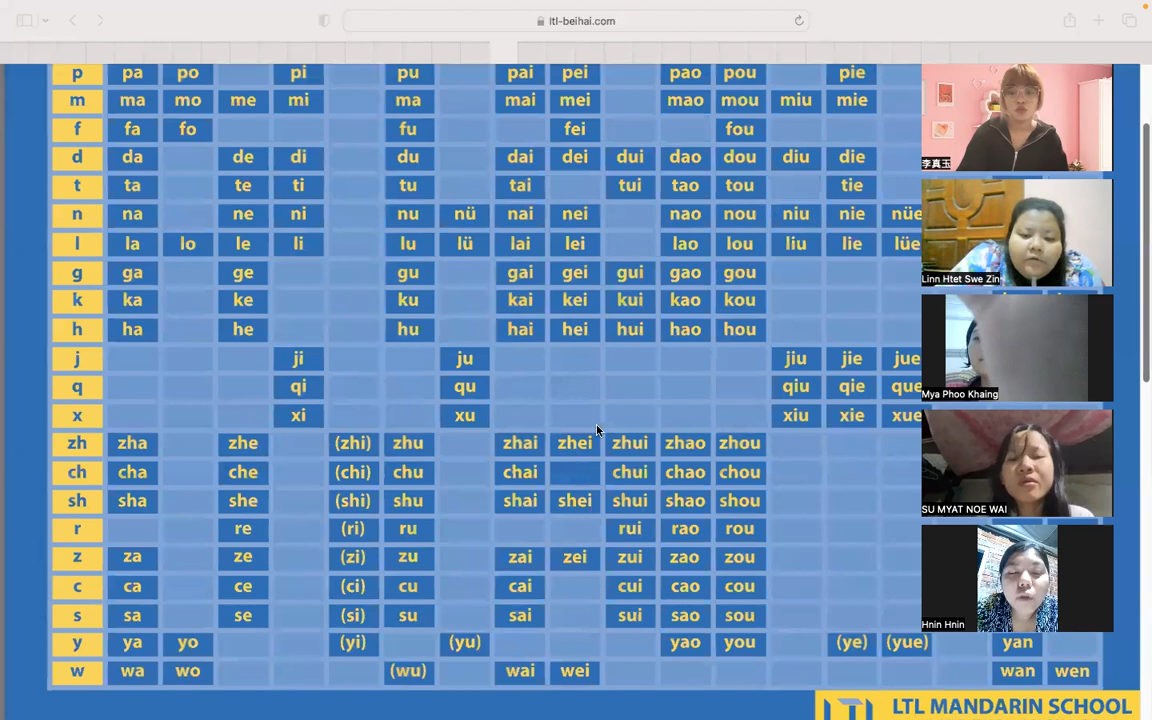 ltl-beihai.com
p pa po pi pu pai pei pao pou pie
m ma mo me mi ma mai mei mao mou miu mie
f fa fo fu fei fou
d da de di du dai dei dui dao dou diu die
t ta te ti tu tai tui tao tou tie
n na ne ni nu nü nai nei nao nou niu nie nüe
l la lo le li lu lü lai lei lao lou liu lie lüe
g ga ge gu gai gei gui gao gou
k ka ke ku kai kei kui kao kou
h ha he hu hai hei hui hao hou
j ji ju jiu jie jue
q qi qu qiu qie que
x xi xu xiu xie xue
zh zha zhe (zhi) zhu zhai zhei zhui zhao zhou
ch cha che (chi) chu chai chui chao chou
sh sha she (shi) shu shai shei shui shao shou
r re (ri) ru rui rao rou
z za ze (zi) zu zai zei zui zao zou
c ca ce (ci) cu cai cui cao cou
s sa se (si) su sai sui sao sou
y ya yo (yi) (yu) yao you (ye) (yue) yan
w wa wo (wu) wai wei wan wen
LTL MANDARIN SCHOOL
李真玉
Linn Htet Swe Zin
Mya Phoo Khaing
SU MYAT NOE WAI
Hnin Hnin